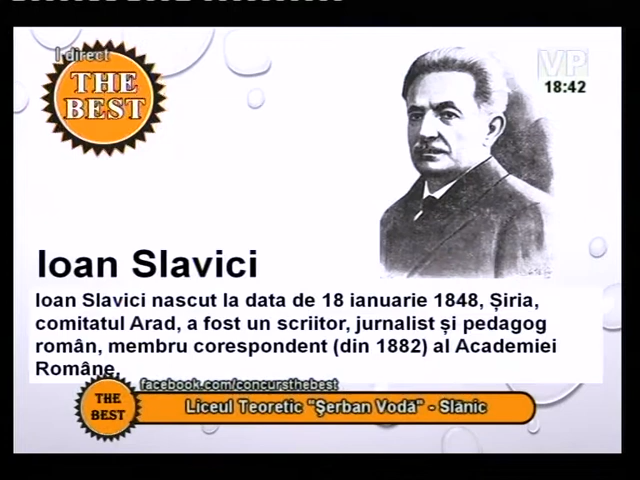 în direct
THE
BEST
VP
18:42
Ioan Slavici
Ioan Slavici nascut la data de 18 ianuarie 1848, Șiria,
comitatul Arad, a fost un scriitor, jurnalist și pedagog
român, membru corespondent (din 1882) al Academiei
Române.
facebook.com/concursthebest
THE
BEST
Liceul Teoretic "Şerban Vodă" - Slănic